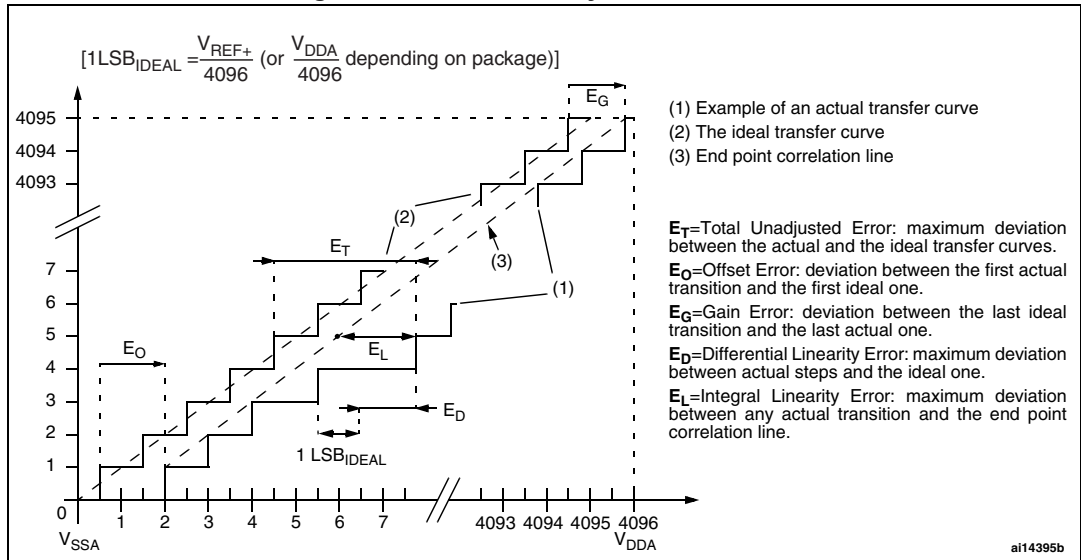 [1LSB_IDEAL = V_REF+ / 4096 (or V_DDA / 4096 depending on package)]
E_G
(1) Example of an actual transfer curve
(2) The ideal transfer curve
(3) End point correlation line
4095
4094
4093
(2)
E_T
(3)
7
6
(1)
5
E_O
E_L
4
3
E_D
2
1 LSB_IDEAL
1
0
1 2 3 4 5 6 7 4093 4094 4095 4096
V_SSA
V_DDA
E_T=Total Unadjusted Error: maximum deviation
between the actual and the ideal transfer curves.
E_O=Offset Error: deviation between the first actual
transition and the first ideal one.
E_G=Gain Error: deviation between the last ideal
transition and the last actual one.
E_D=Differential Linearity Error: maximum deviation
between actual steps and the ideal one.
E_L=Integral Linearity Error: maximum deviation
between any actual transition and the end point
correlation line.
ai14395b